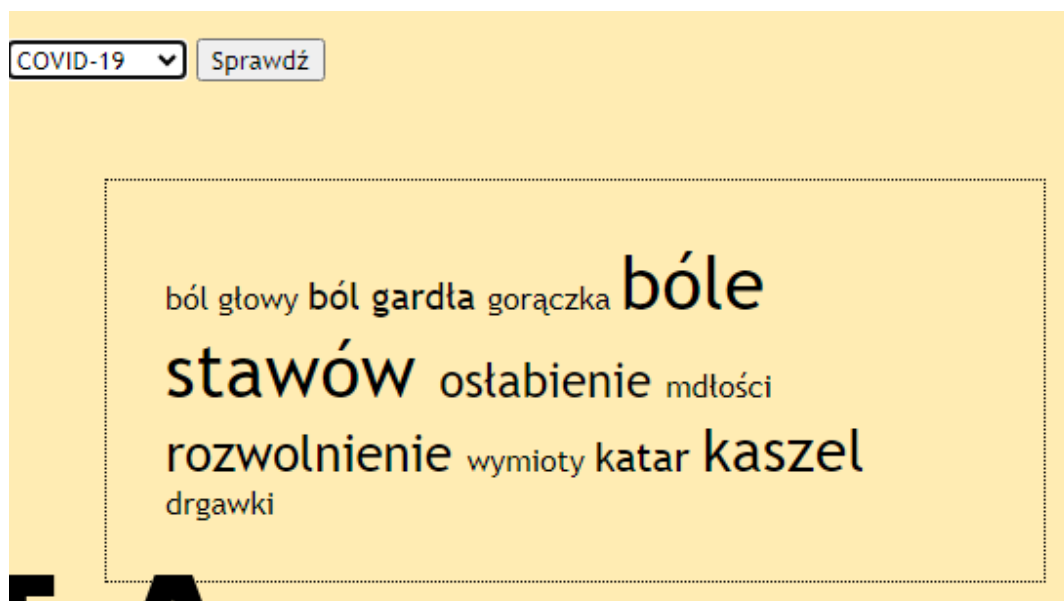 COVID-19 Sprawdź
ból głowy ból gardła gorączka bóle
stawów osłabienie mdłości
rozwolnienie wymioty katar kaszel
drgawki